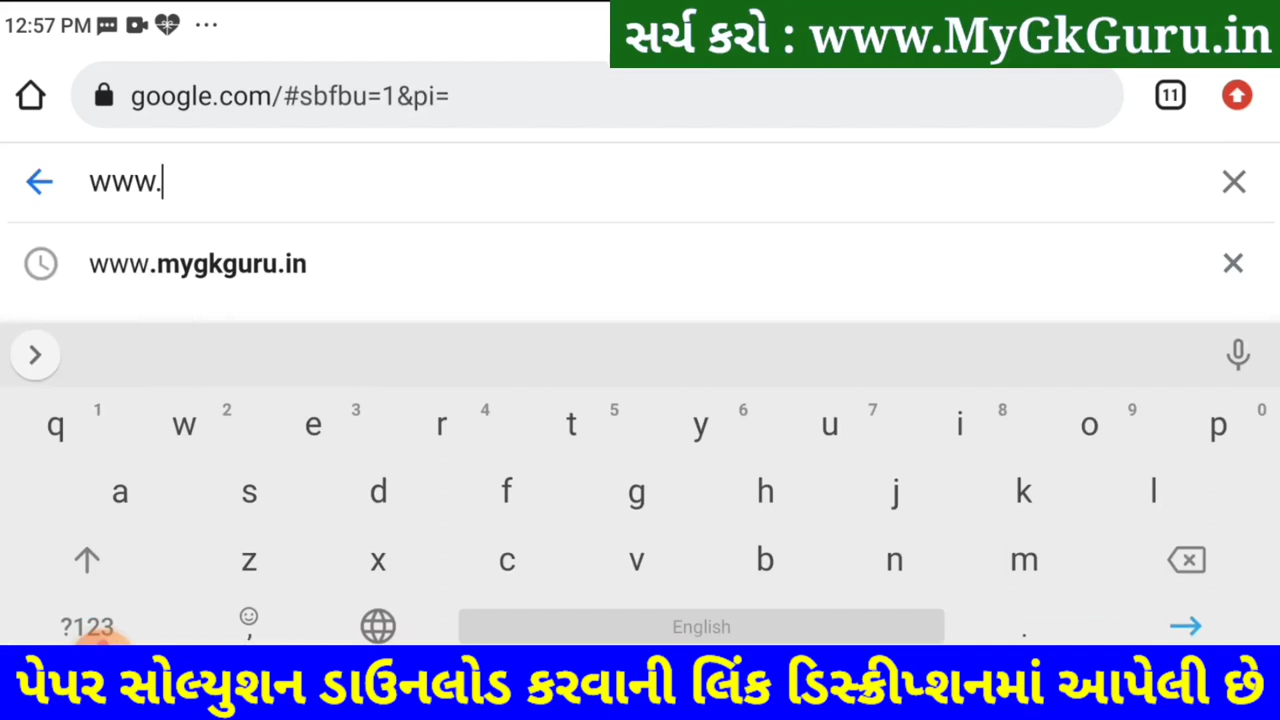 12:57 PM
સર્ચ કરો : www.MyGkGuru.in
google.com/#sbfbu=1&pi=
11
www.
www.mygkguru.in
q 1 w 2 e 3 r 4 t 5 y 6 u 7 i 8 o 9 p 0
a s d f g h j k l
z x c v b n m
?123 , English .
પેપર સોલ્યુશન ડાઉનલોડ કરવાની લિંક ડિસ્ક્રીપ્શનમાં આપેલી છે